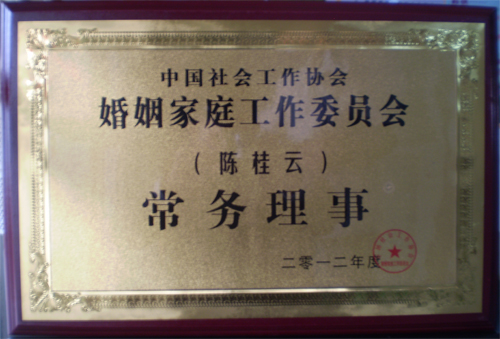 中国社会工作协会
婚姻家庭工作委员会
（陈桂云）
常务理事
二零一二年度